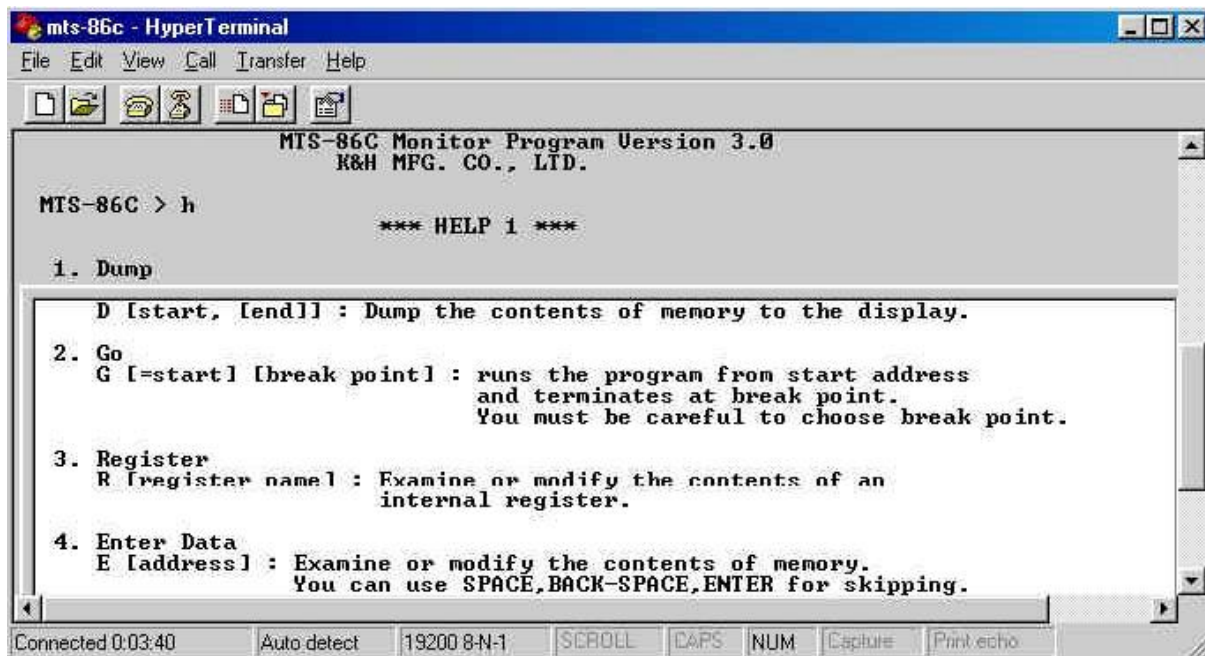 mts-86c - HyperTerminal
File Edit View Call Transfer Help
MTS-86C Monitor Program Version 3.0
K&H MFG. CO., LTD.
MTS-86C > h
*** HELP 1 ***
1. Dump
D [start, [end]] : Dump the contents of memory to the display.
2. Go
G [=start] [break point] : runs the program from start address
and terminates at break point.
You must be careful to choose break point.
3. Register
R [register name] : Examine or modify the contents of an
internal register.
4. Enter Data
E [address] : Examine or modify the contents of memory.
You can use SPACE,BACK-SPACE,ENTER for skipping.
Connected 0:03:40 Auto detect 19200 8-N-1 SCROLL CAPS NUM Capture Print echo